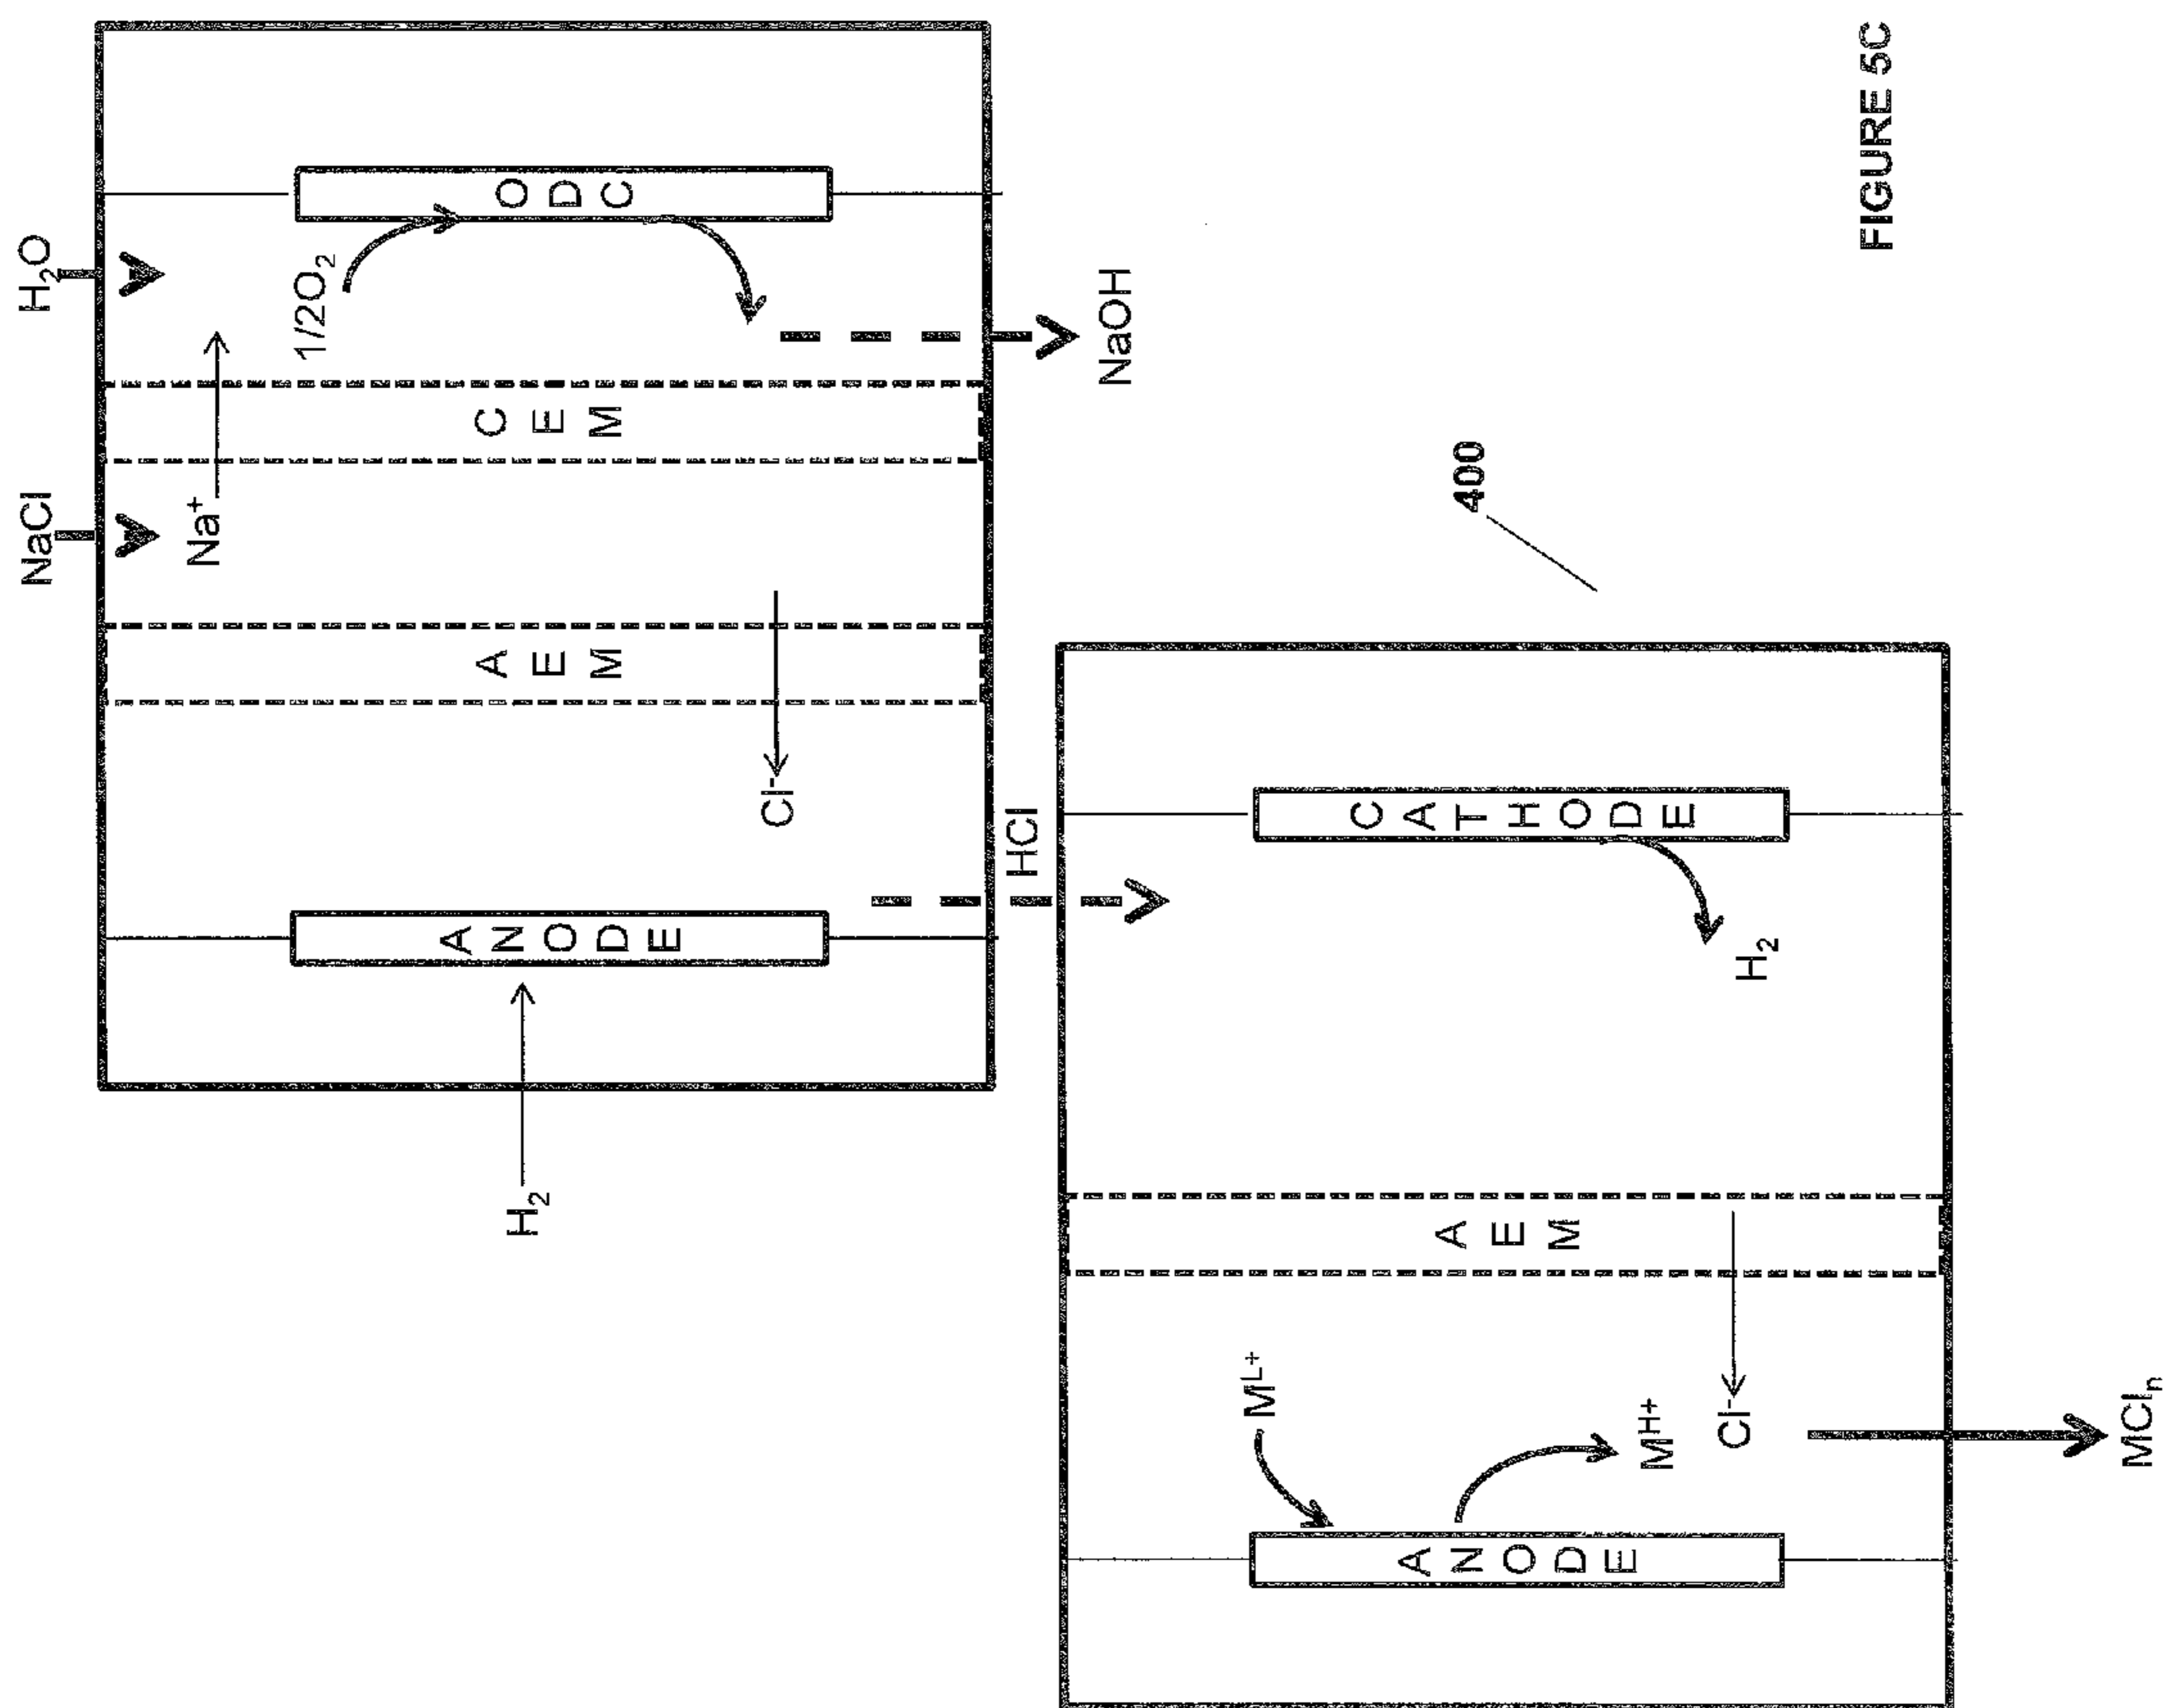 NaCl
H₂O
Na⁺
1/2O₂
ANODE
AEM
CEM
ODC
H₂
Cl⁻
HCl
NaOH
400
Mᴸ⁺
ANODE
AEM
CATHODE
Mᴴ⁺
Cl⁻
H₂
MClₙ
FIGURE 5C